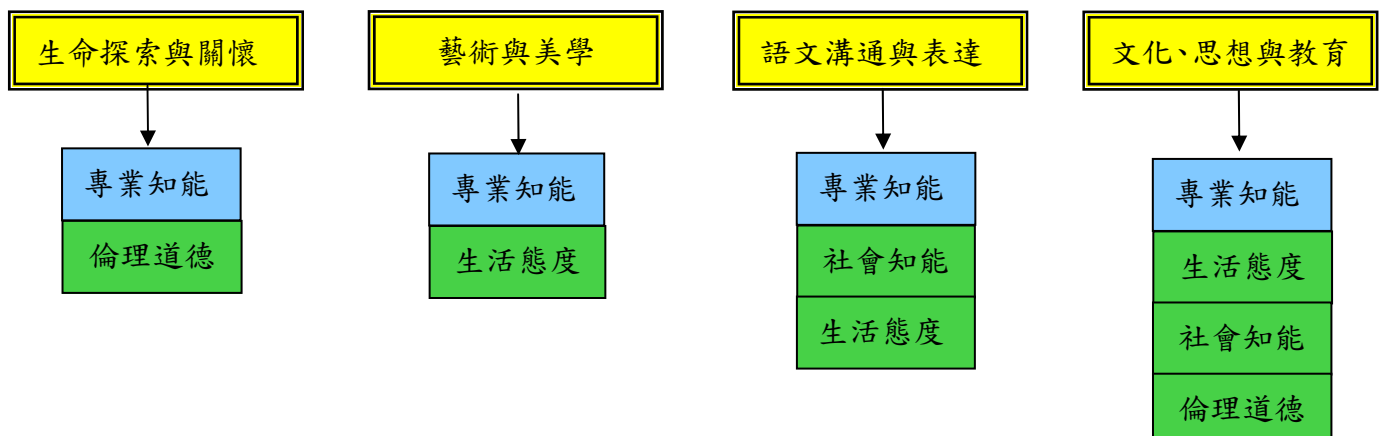 生命探索與關懷
專業知能
倫理道德
藝術與美學
專業知能
生活態度
語文溝通與表達
專業知能
社會知能
生活態度
文化、思想與教育
專業知能
生活態度
社會知能
倫理道德